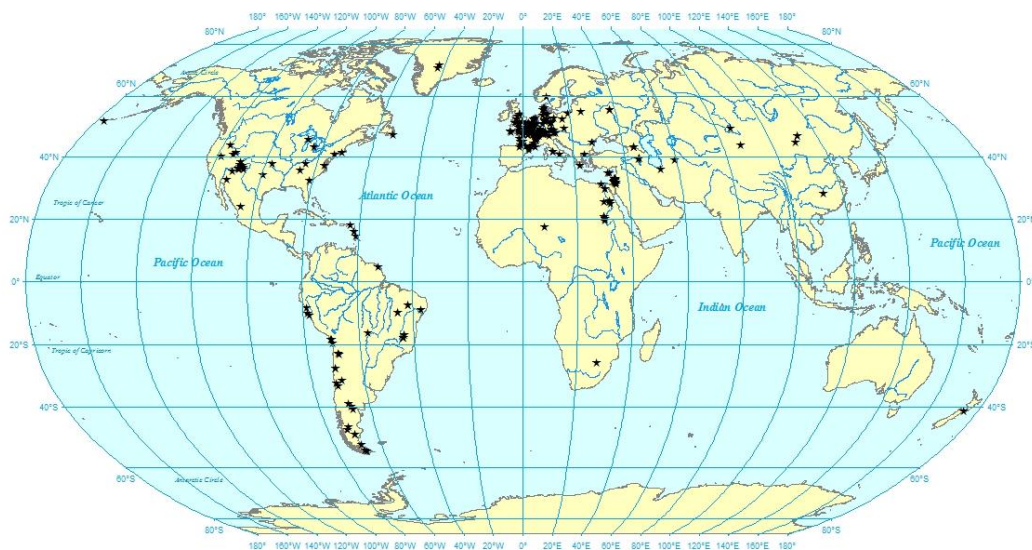 180° 160°W 140°W 120°W 100°W 80°W 60°W 40°W 20°W 0° 20°E 40°E 60°E 80°E 100°E 120°E 140°E 160°E 180°
80°N 80°N
Arctic Circle
60°N 60°N
40°N 40°N
Atlantic Ocean
Tropic of Cancer
20°N 20°N
Pacific Ocean Pacific Ocean
Equator
0° 0°
Indian Ocean
20°S 20°S
Tropic of Capricorn
40°S 40°S
60°S 60°S
Antarctic Circle
80°S 80°S
180° 160°W 140°W 120°W 100°W 80°W 60°W 40°W 20°W 0° 20°E 40°E 60°E 80°E 100°E 120°E 140°E 160°E 180°